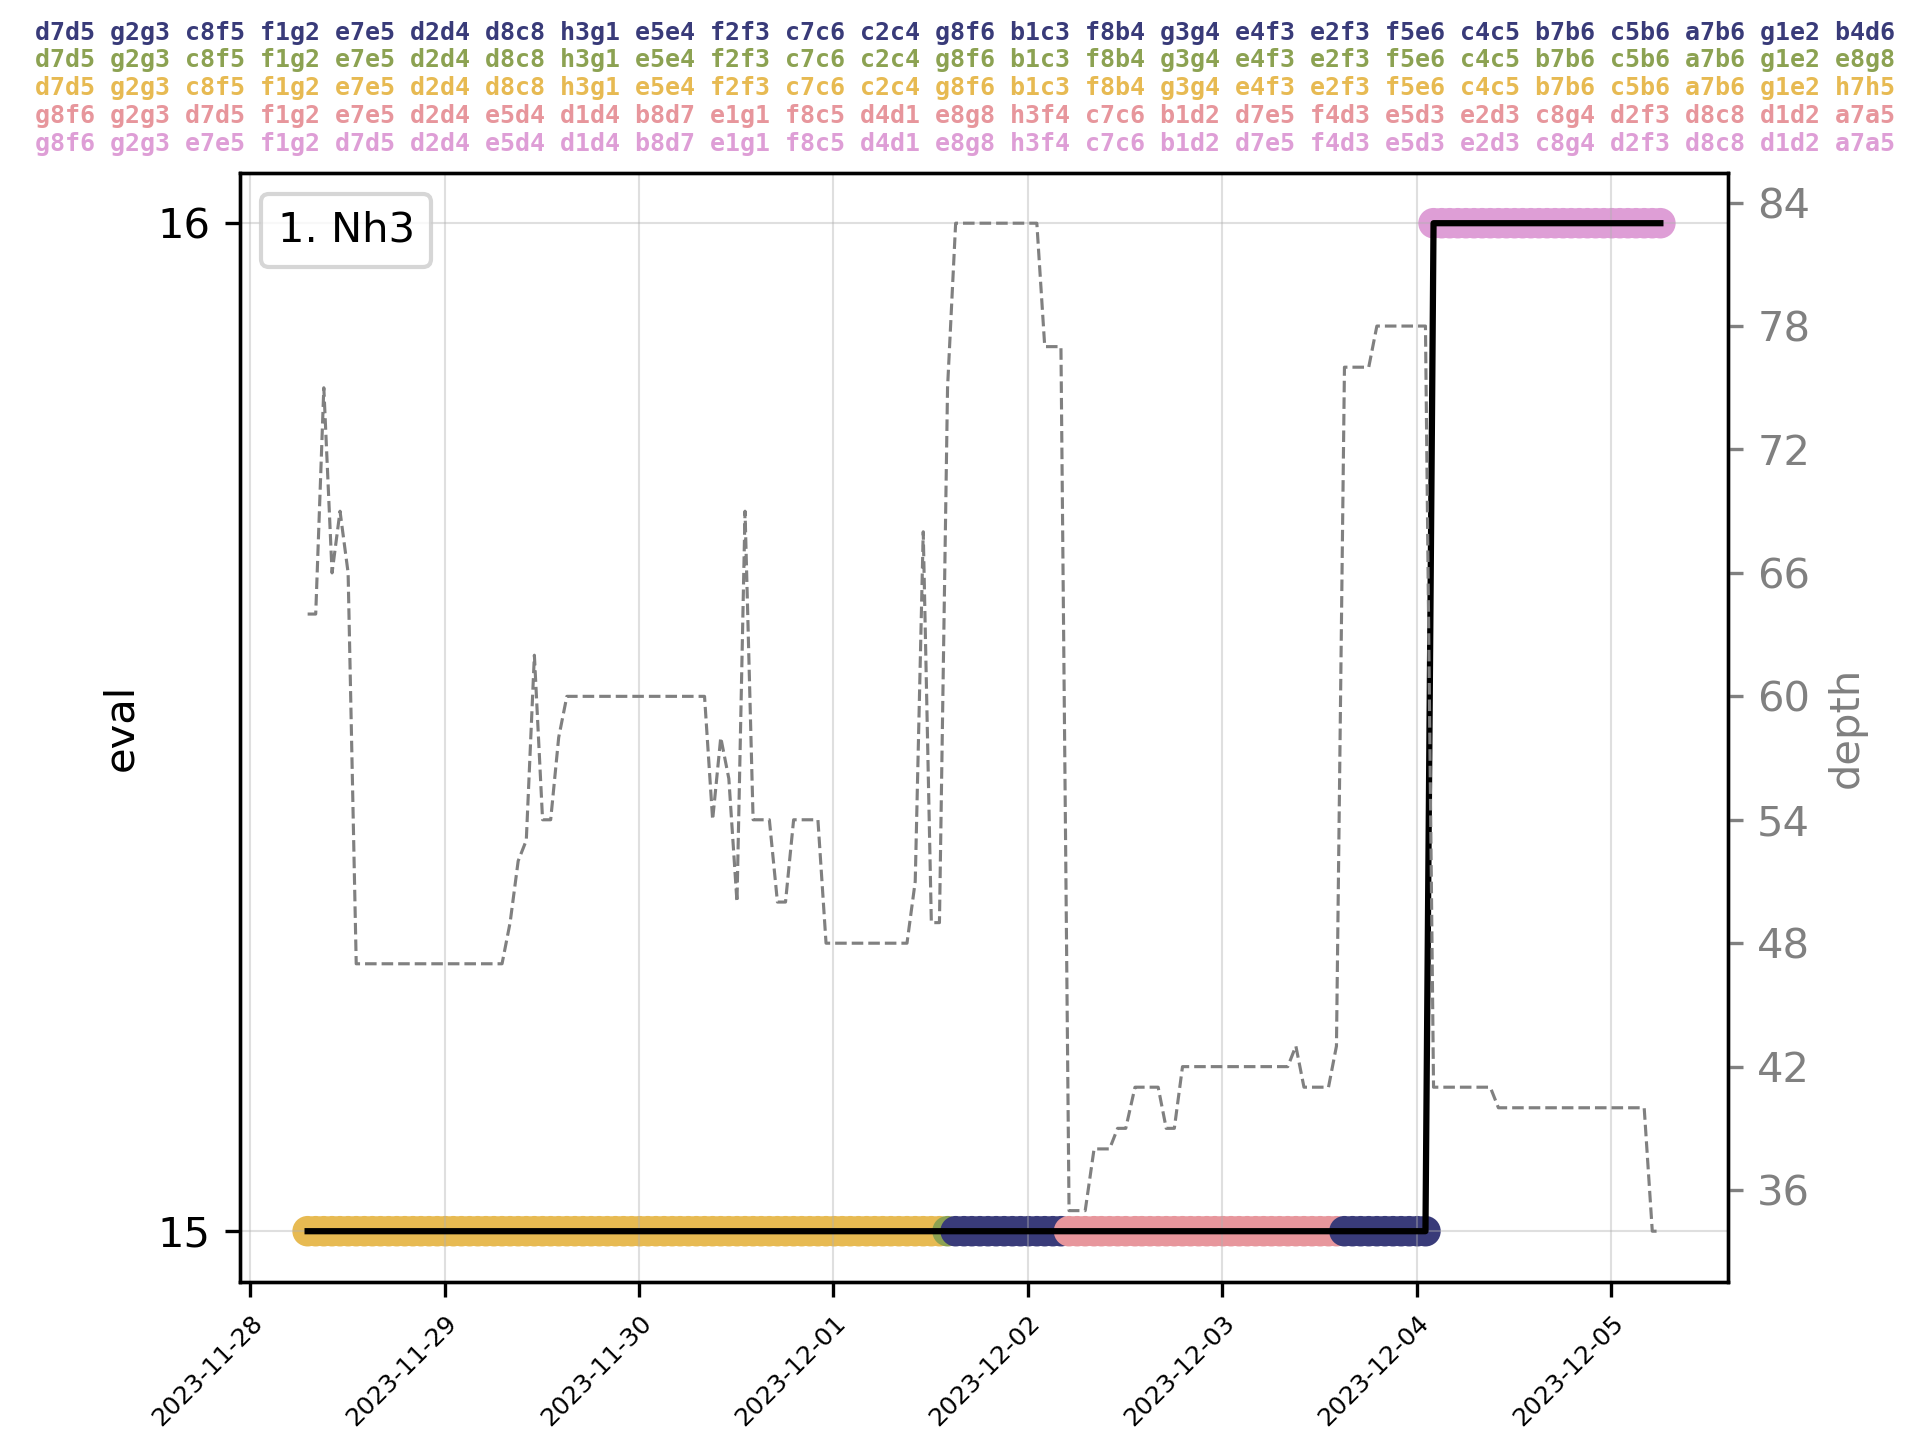 d7d5 g2g3 c8f5 f1g2 e7e5 d2d4 d8c8 h3g1 e5e4 f2f3 c7c6 c2c4 g8f6 b1c3 f8b4 g3g4 e4f3 e2f3 f5e6 c4c5 b7b6 c5b6 a7b6 g1e2 b4d6
d7d5 g2g3 c8f5 f1g2 e7e5 d2d4 d8c8 h3g1 e5e4 f2f3 c7c6 c2c4 g8f6 b1c3 f8b4 g3g4 e4f3 e2f3 f5e6 c4c5 b7b6 c5b6 a7b6 g1e2 e8g8
d7d5 g2g3 c8f5 f1g2 e7e5 d2d4 d8c8 h3g1 e5e4 f2f3 c7c6 c2c4 g8f6 b1c3 f8b4 g3g4 e4f3 e2f3 f5e6 c4c5 b7b6 c5b6 a7b6 g1e2 h7h5
g8f6 g2g3 d7d5 f1g2 e7e5 d2d4 e5d4 d1d4 b8d7 e1g1 f8c5 d4d1 e8g8 h3f4 c7c6 b1d2 d7e5 f4d3 e5d3 e2d3 c8g4 d2f3 d8c8 d1d2 a7a5
g8f6 g2g3 e7e5 f1g2 d7d5 d2d4 e5d4 d1d4 b8d7 e1g1 f8c5 d4d1 e8g8 h3f4 c7c6 b1d2 d7e5 f4d3 e5d3 e2d3 c8g4 d2f3 d8c8 d1d2 a7a5
1. Nh3
16
15
eval
84
78
72
66
60
54
48
42
36
depth
2023-11-28
2023-11-29
2023-11-30
2023-12-01
2023-12-02
2023-12-03
2023-12-04
2023-12-05